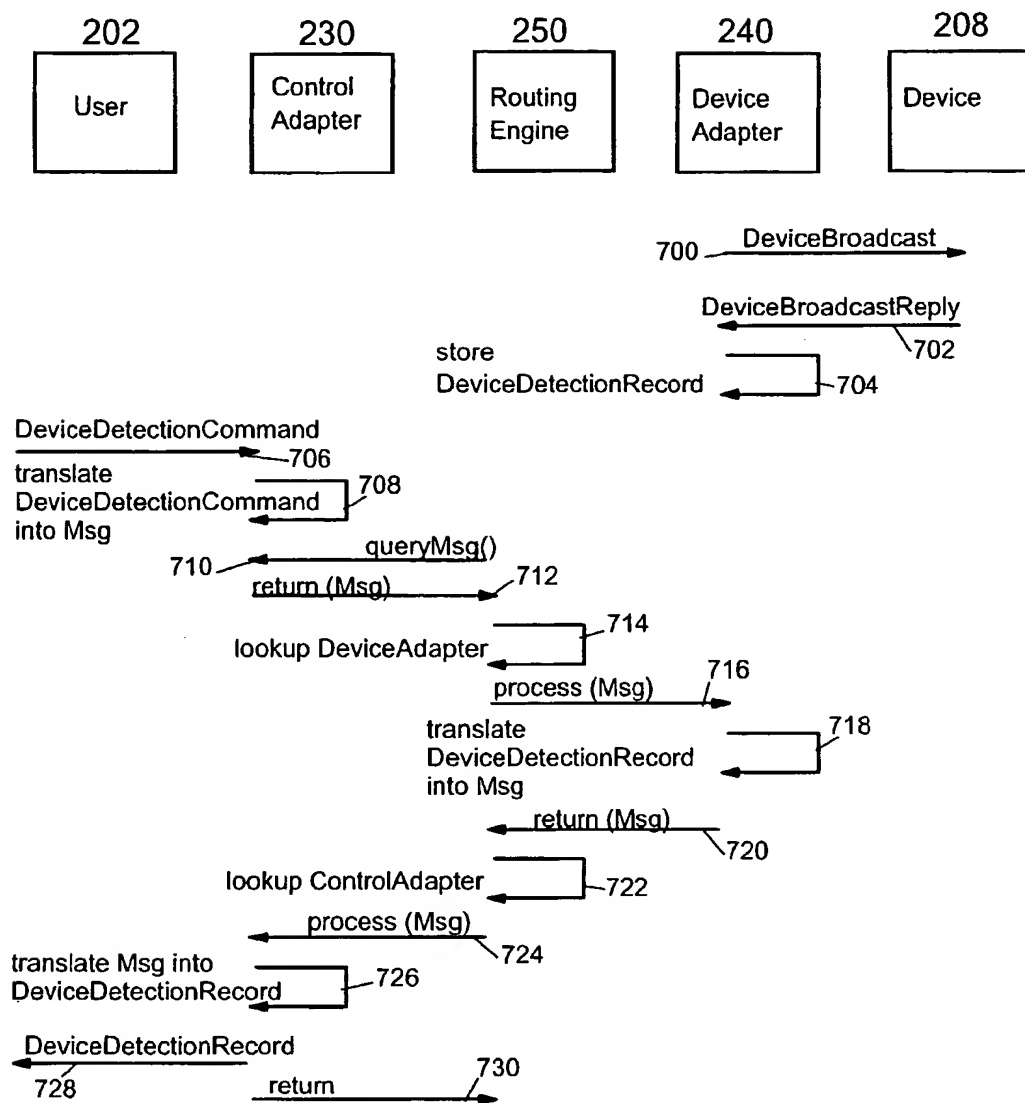 202 230 250 240 208
User
Control
Adapter
Routing
Engine
Device
Adapter
Device
700 DeviceBroadcast
DeviceBroadcastReply
702
store
DeviceDetectionRecord
704
DeviceDetectionCommand
706
translate
DeviceDetectionCommand
into Msg
708
queryMsg()
710
return (Msg)
712
lookup DeviceAdapter
714
process (Msg)
716
translate
DeviceDetectionRecord
into Msg
718
return (Msg)
720
lookup ControlAdapter
722
process (Msg)
724
translate Msg into
DeviceDetectionRecord
726
DeviceDetectionRecord
728
return
730